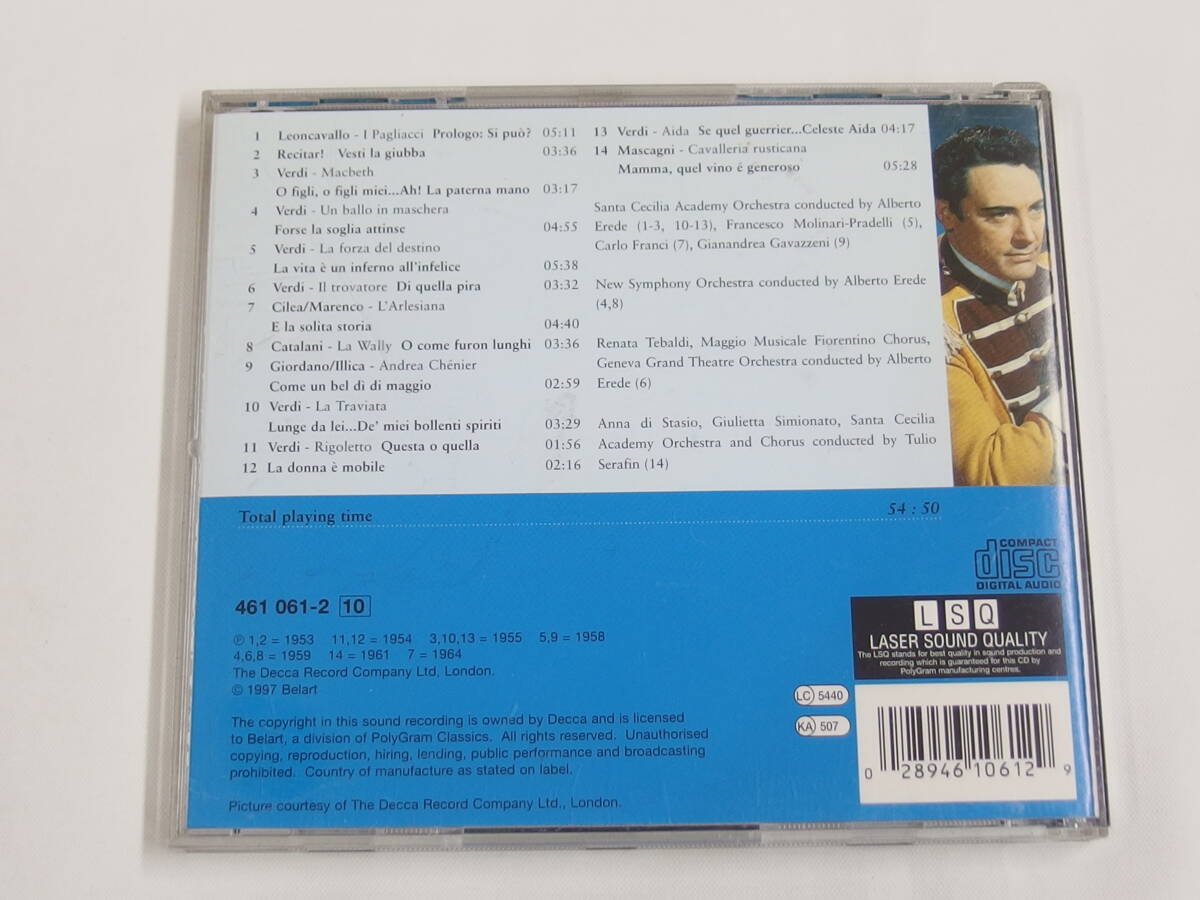 1 Leoncavallo - I Pagliacci Prologo: Si può? 05:11
2 Recitar! Vesti la giubba 03:36
3 Verdi - Macbeth
O figli, o figli miei...Ah! La paterna mano 03:17
4 Verdi - Un ballo in maschera
Forse la soglia attinse 04:55
5 Verdi - La forza del destino
La vita è un inferno all'infelice 05:38
6 Verdi - Il trovatore Di quella pira 03:32
7 Cilea/Marenco - L'Arlesiana
E la solita storia 04:40
8 Catalani - La Wally O come furon lunghi 03:36
9 Giordano/Illica - Andrea Chénier
Come un bel dì di maggio 02:59
10 Verdi - La Traviata
Lunge da lei...De' miei bollenti spiriti 03:29
11 Verdi - Rigoletto Questa o quella 01:56
12 La donna è mobile 02:16
13 Verdi - Aida Se quel guerrier...Celeste Aida 04:17
14 Mascagni - Cavalleria rusticana
Mamma, quel vino é generoso 05:28
Santa Cecilia Academy Orchestra conducted by Alberto
Erede (1-3, 10-13), Francesco Molinari-Pradelli (5),
Carlo Franci (7), Gianandrea Gavazzeni (9)
New Symphony Orchestra conducted by Alberto Erede
(4,8)
Renata Tebaldi, Maggio Musicale Fiorentino Chorus,
Geneva Grand Theatre Orchestra conducted by Alberto
Erede (6)
Anna di Stasio, Giulietta Simionato, Santa Cecilia
Academy Orchestra and Chorus conducted by Tulio
Serafin (14)
Total playing time 54 : 50
COMPACT
disc
DIGITAL AUDIO
461 061-2 10
℗ 1,2 = 1953 11,12 = 1954 3,10,13 = 1955 5,9 = 1958
4,6,8 = 1959 14 = 1961 7 = 1964
The Decca Record Company Ltd, London.
© 1997 Belart
LSQ
LASER SOUND QUALITY
The LSQ stands for best quality in sound production and
recording which is guaranteed for this CD by
PolyGram manufacturing centres.
LC 5440
KA 507
The copyright in this sound recording is owned by Decca and is licensed
to Belart, a division of PolyGram Classics. All rights reserved. Unauthorised
copying, reproduction, hiring, lending, public performance and broadcasting
prohibited. Country of manufacture as stated on label.
Picture courtesy of The Decca Record Company Ltd., London.
0 28946 10612 9